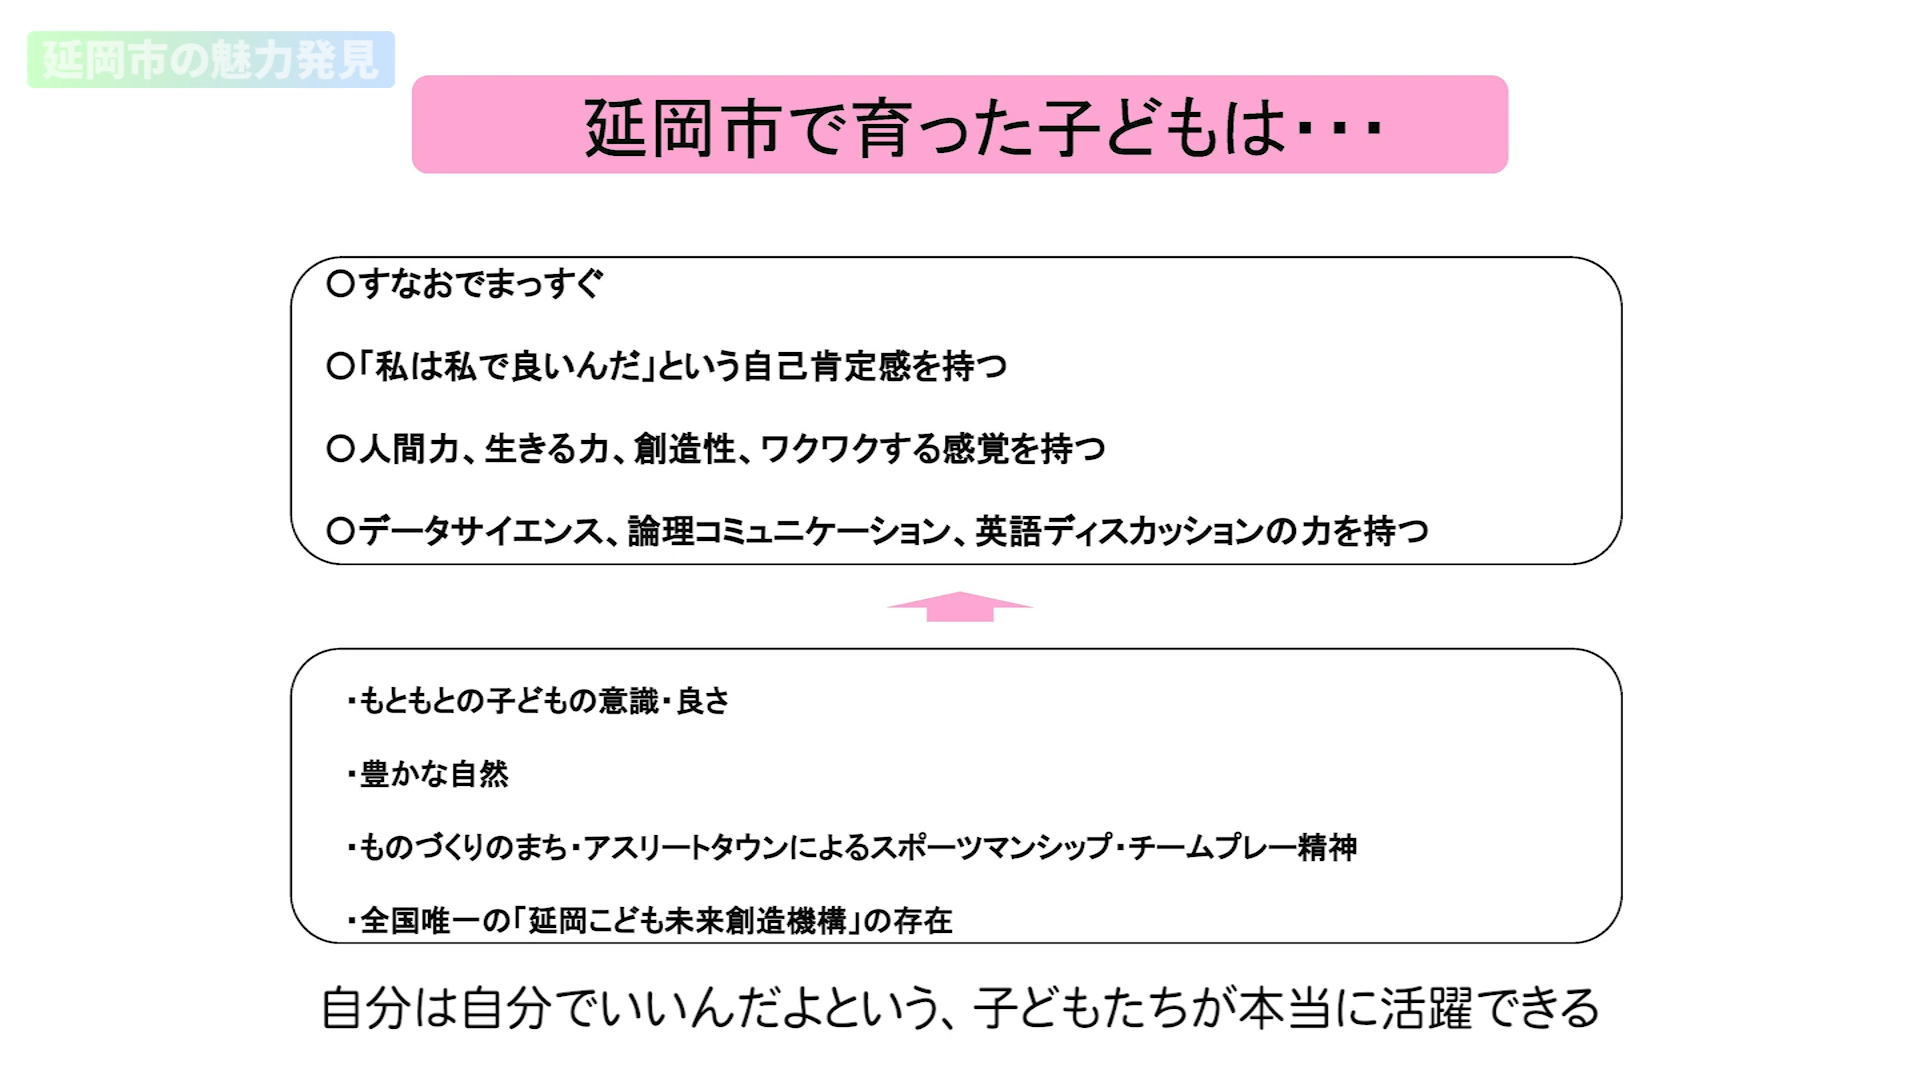 延岡市の魅力発見
延岡市で育った子どもは・・・
〇すなおでまっすぐ
〇「私は私で良いんだ」という自己肯定感を持つ
〇人間力、生きる力、創造性、ワクワクする感覚を持つ
〇データサイエンス、論理コミュニケーション、英語ディスカッションの力を持つ
・もともとの子どもの意識・良さ
・豊かな自然
・ものづくりのまち・アスリートタウンによるスポーツマンシップ・チームプレー精神
・全国唯一の「延岡こども未来創造機構」の存在
自分は自分でいいんだよという、子どもたちが本当に活躍できる